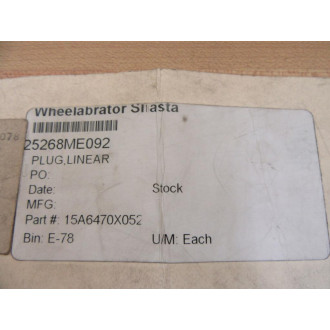 Wheelabrator Shasta
25268ME092
PLUG,LINEAR
PO:
Date: Stock
MFG:
Part #: 15A6470X052
Bin: E-78 U/M: Each